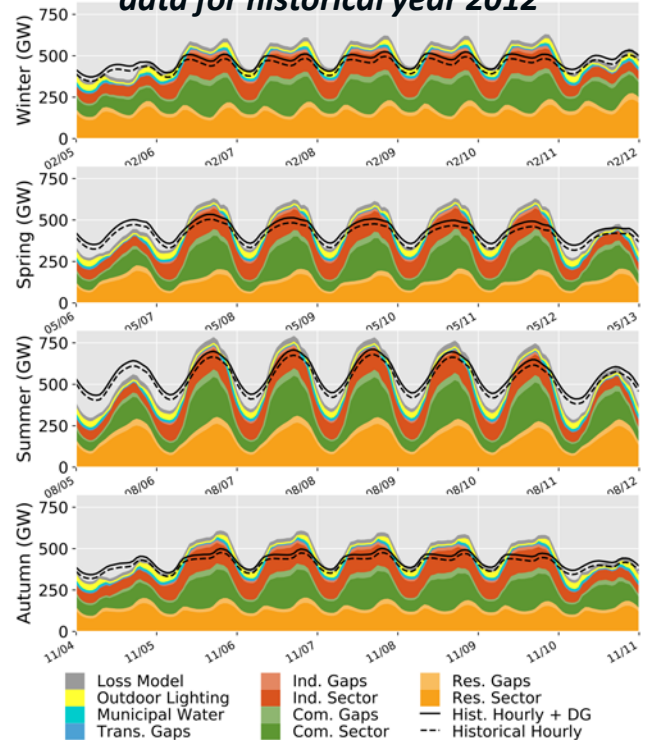 data for historical year 2012
Winter (GW)
750
500
250
0
02/05 02/06 02/07 02/08 02/09 02/10 02/11 02/12
Spring (GW)
750
500
250
0
05/06 05/07 05/08 05/09 05/10 05/11 05/12 05/13
Summer (GW)
750
500
250
0
08/05 08/06 08/07 08/08 08/09 08/10 08/11 08/12
Autumn (GW)
750
500
250
0
11/04 11/05 11/06 11/07 11/08 11/09 11/10 11/11
Loss Model Ind. Gaps Res. Gaps
Outdoor Lighting Ind. Sector Res. Sector
Municipal Water Com. Gaps Hist. Hourly + DG
Trans. Gaps Com. Sector Historical Hourly